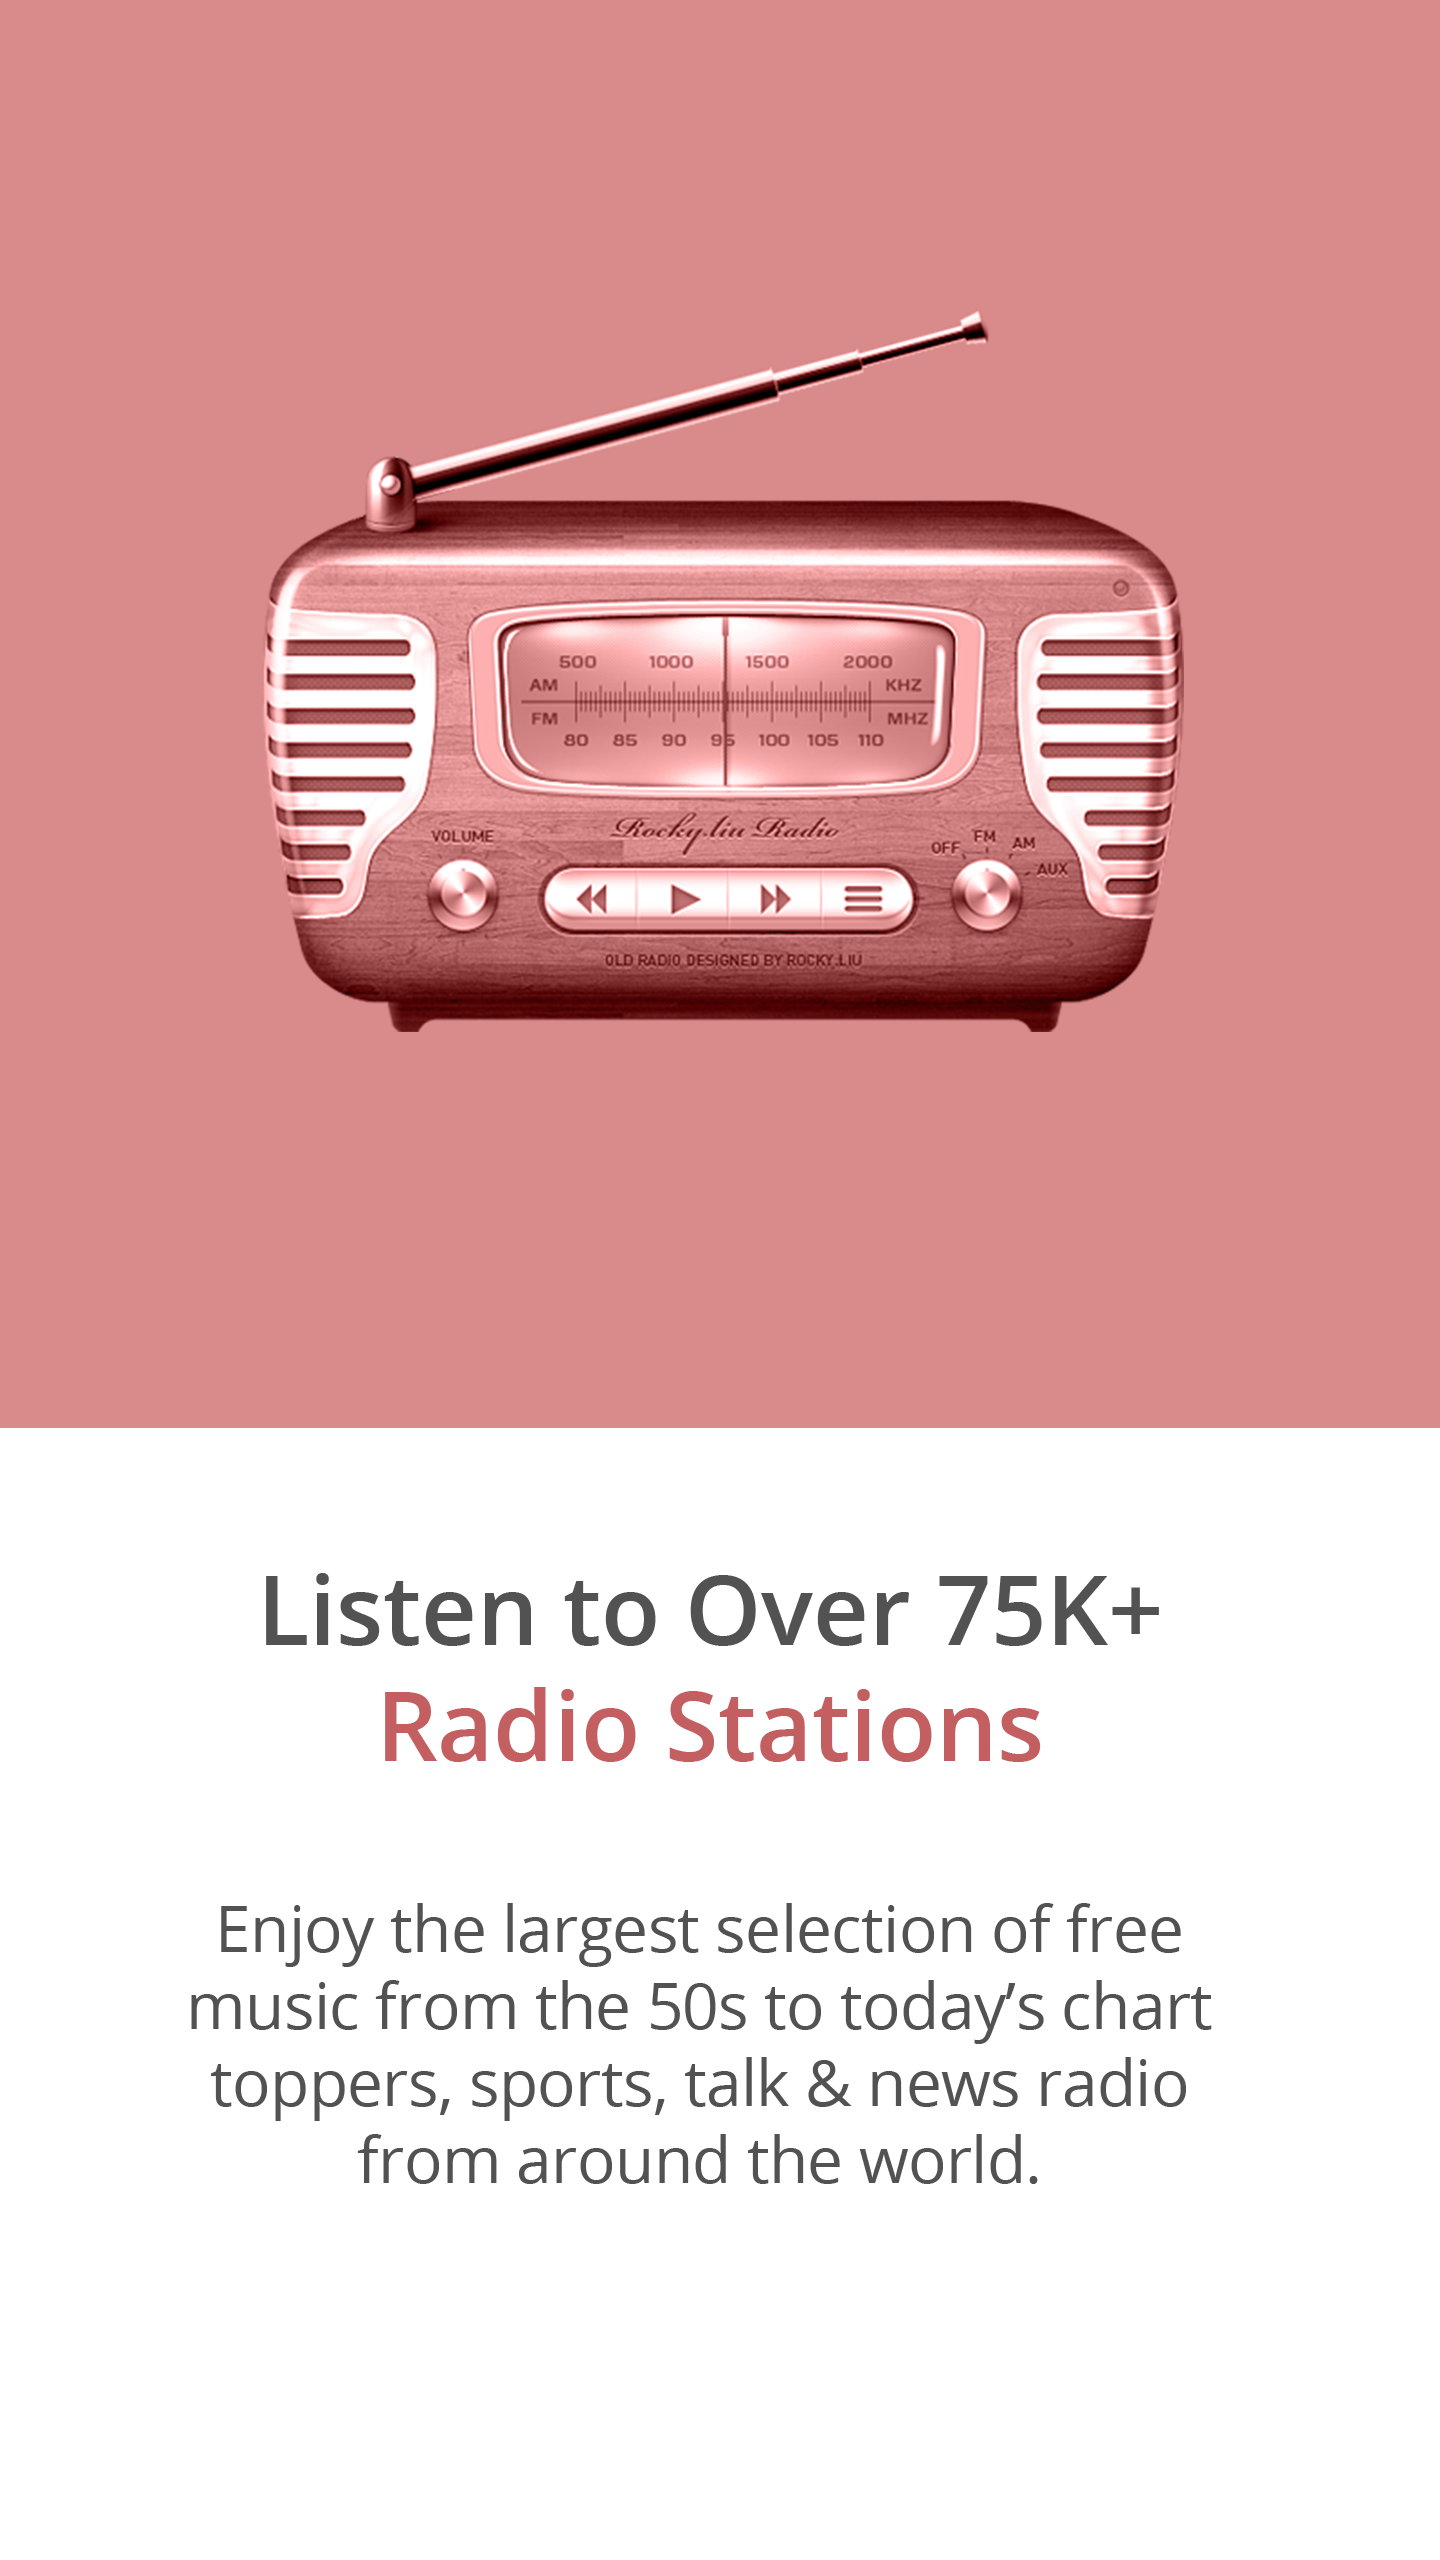 500 1000 1500 2000
AM KHZ
FM MHZ
80 85 90 95 100 105 110
Rocky.liu Radio
VOLUME
OFF FM AM AUX
OLD RADIO DESIGNED BY ROCKY.LIU
Listen to Over 75K+
Radio Stations
Enjoy the largest selection of free
music from the 50s to today’s chart
toppers, sports, talk & news radio
from around the world.